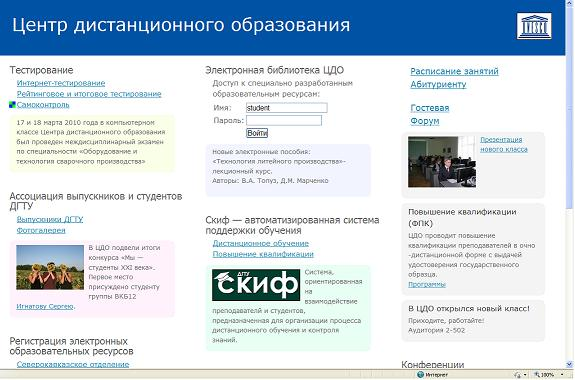 Центр дистанционного образования
Тестирование
Интернет-тестирование
Рейтинговое и итоговое тестирование
Самоконтроль
17 и 18 марта 2010 года в компьютерном
классе Центра дистанционного образования
был проведен междисциплинарный экзамен
по специальности «Оборудование и
технология сварочного производства»
Ассоциация выпускников и студентов
ДГТУ
Выпускники ДГТУ
Фотогалерея
В ЦДО подвели итоги
конкурса «Мы —
студенты XXI века».
Первое место
присуждено студенту
группы ВКБ12
Игнатову Сергею.
Регистрация электронных
образовательных ресурсов
Северокавказское отделение
Электронная библиотека ЦДО
Доступ к специально разработанным
образовательным ресурсам:
Имя: student
Пароль:
Войти
Новые электронные пособия:
«Технология литейного производства»-
лекционный курс.
Авторы: В.А. Топуз, Д.М. Марченко
Скиф — автоматизированная система
поддержки обучения
Дистанционное обучение
Повышение квалификации
ДГТУ
скиф
Система,
ориентированная
на
взаимодействие
преподавателей и студентов,
предназначенная для организации процесса
дистанционного обучения и контроля
знаний.
Расписание занятий
Абитуриенту
Гостевая
Форум
Презентация
нового класса
Повышение квалификации
(ФПК)
ЦДО проводит повышение
квалификации преподавателей в очно
-дистанционной форме с выдачей
удостоверения государственного
образца.
Программы
В ЦДО открылся новый класс!
Приходите, работайте!
Аудитория 2-502
Конференции
Интернет
100%